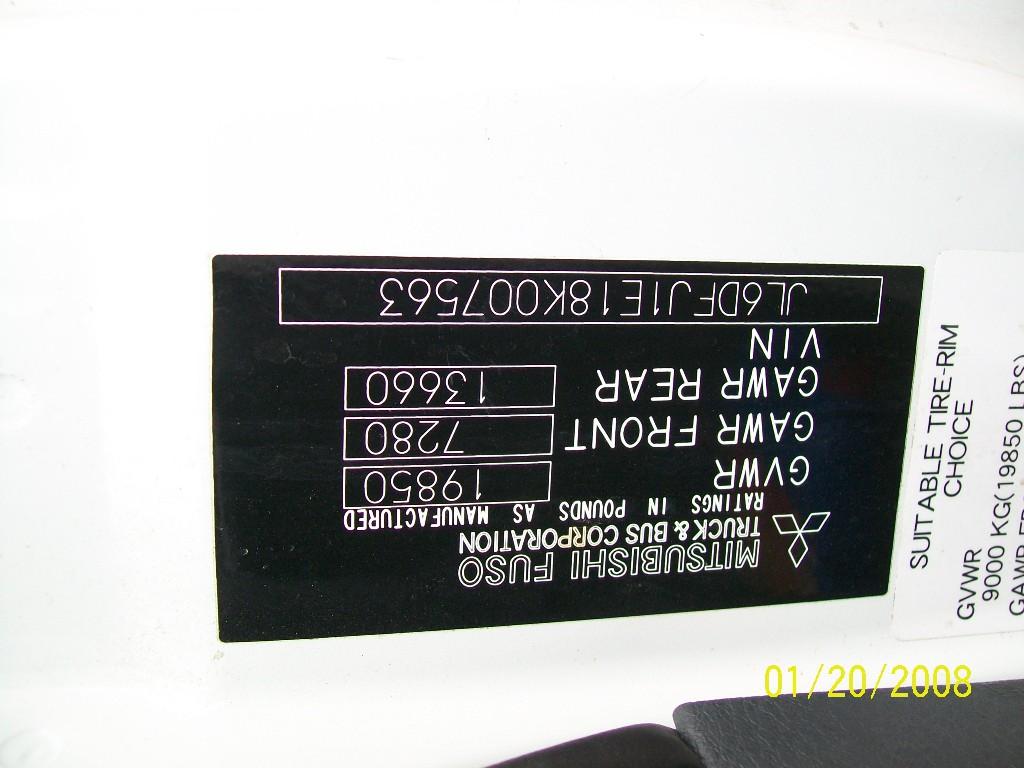 MITSUBISHI FUSO
TRUCK & BUS CORPORATION
RATINGS IN POUNDS AS MANUFACTURED
GVWR 19850
GAWR FRONT 7280
GAWR REAR 13660
VIN
JL6DFJ1E18K007563
SUITABLE TIRE-RIM
CHOICE
GVWR
9000 KG(19850 LBS)
01/20/2008